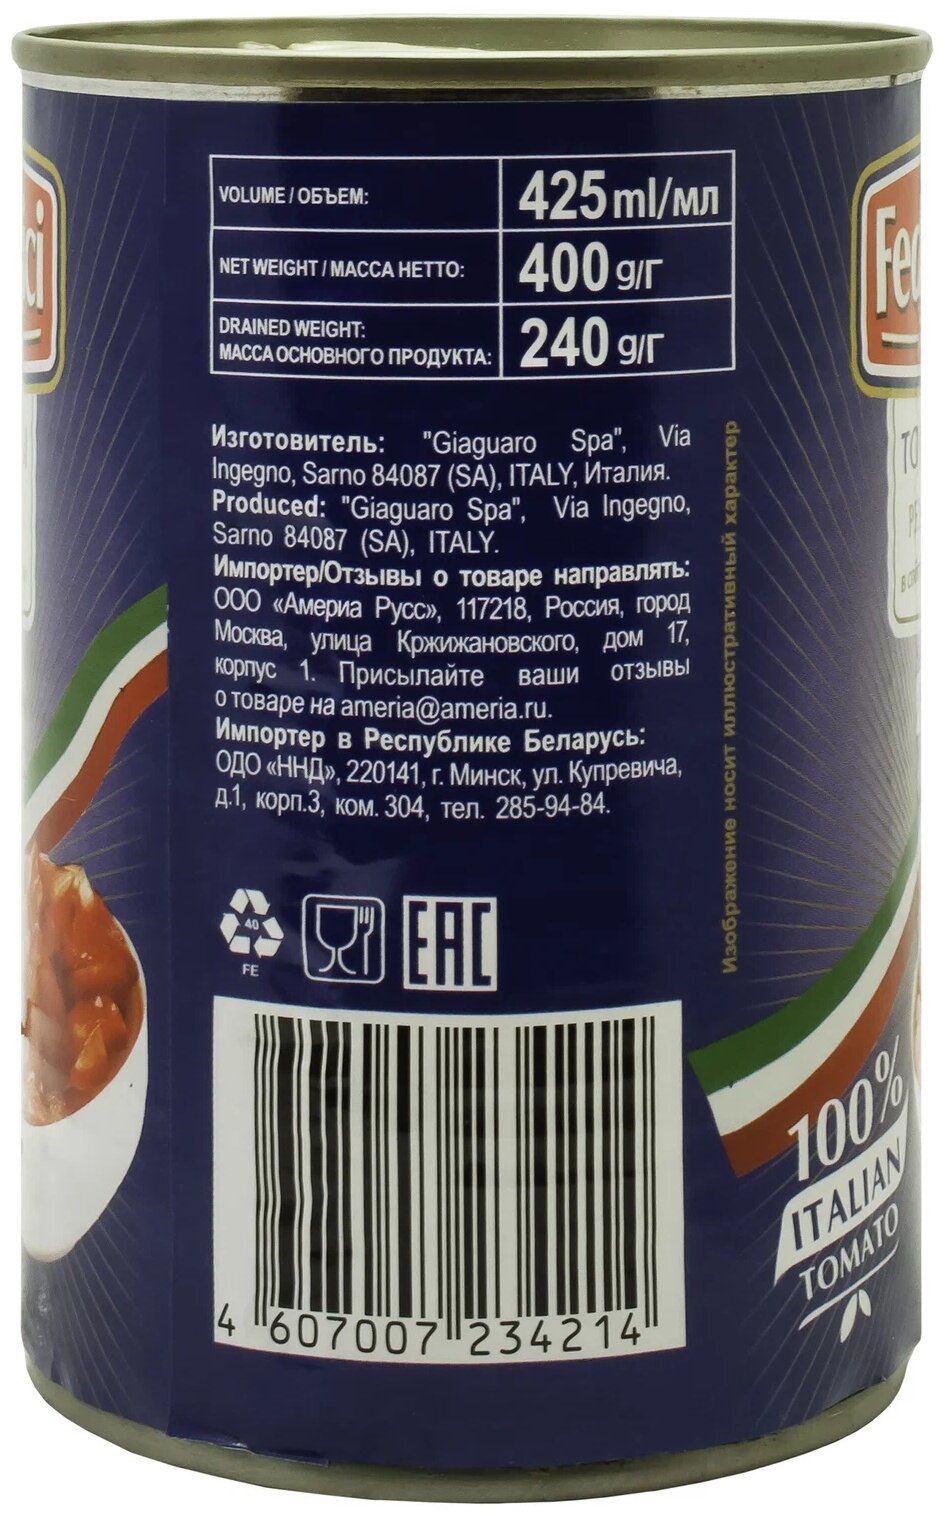 VOLUME / ОБЪЕМ: 425 ml/мл
NET WEIGHT / МАССА НЕТТО: 400 g/г
DRAINED WEIGHT:
МАССА ОСНОВНОГО ПРОДУКТА: 240 g/г
Изготовитель: "Giaguaro Spa", Via
Ingegno, Sarno 84087 (SA), ITALY, Италия.
Produced: "Giaguaro Spa", Via Ingegno,
Sarno 84087 (SA), ITALY.
Импортер/Отзывы о товаре направлять:
ООО «Америа Русс», 117218, Россия, город
Москва, улица Кржижановского, дом 17,
корпус 1. Присылайте ваши отзывы
о товаре на ameria@ameria.ru.
Импортер в Республике Беларусь:
ОДО «ННД», 220141, г. Минск, ул. Купревича,
д.1, корп.3, ком. 304, тел. 285-94-84.
Изображение носит иллюстративный характер
40
FE
EAC
4 607007 234214
100%
ITALIAN
TOMATO